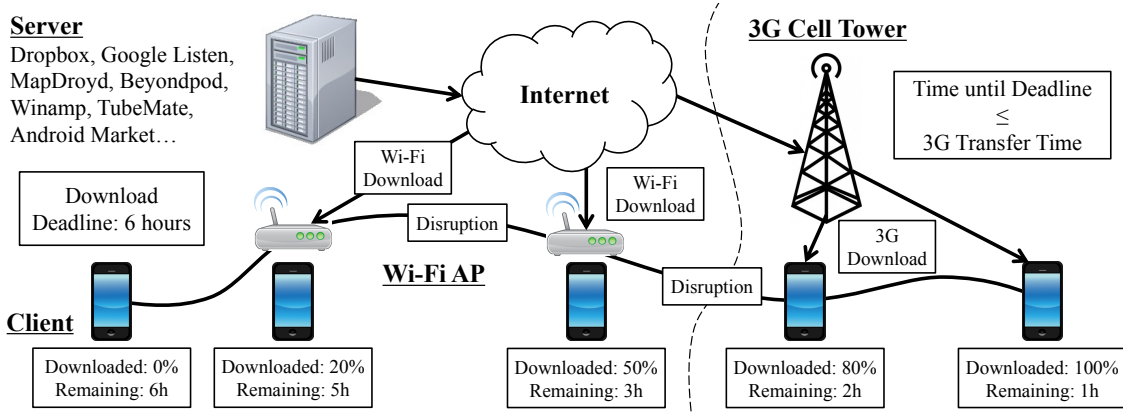 Server
Dropbox, Google Listen,
MapDroyd, Beyondpod,
Winamp, TubeMate,
Android Market…
Internet
3G Cell Tower
Time until Deadline
≤
3G Transfer Time
Wi-Fi
Download
Wi-Fi
Download
Download
Deadline: 6 hours
Disruption
3G
Download
Wi-Fi AP
Disruption
Client
Downloaded: 0%
Remaining: 6h
Downloaded: 20%
Remaining: 5h
Downloaded: 50%
Remaining: 3h
Downloaded: 80%
Remaining: 2h
Downloaded: 100%
Remaining: 1h